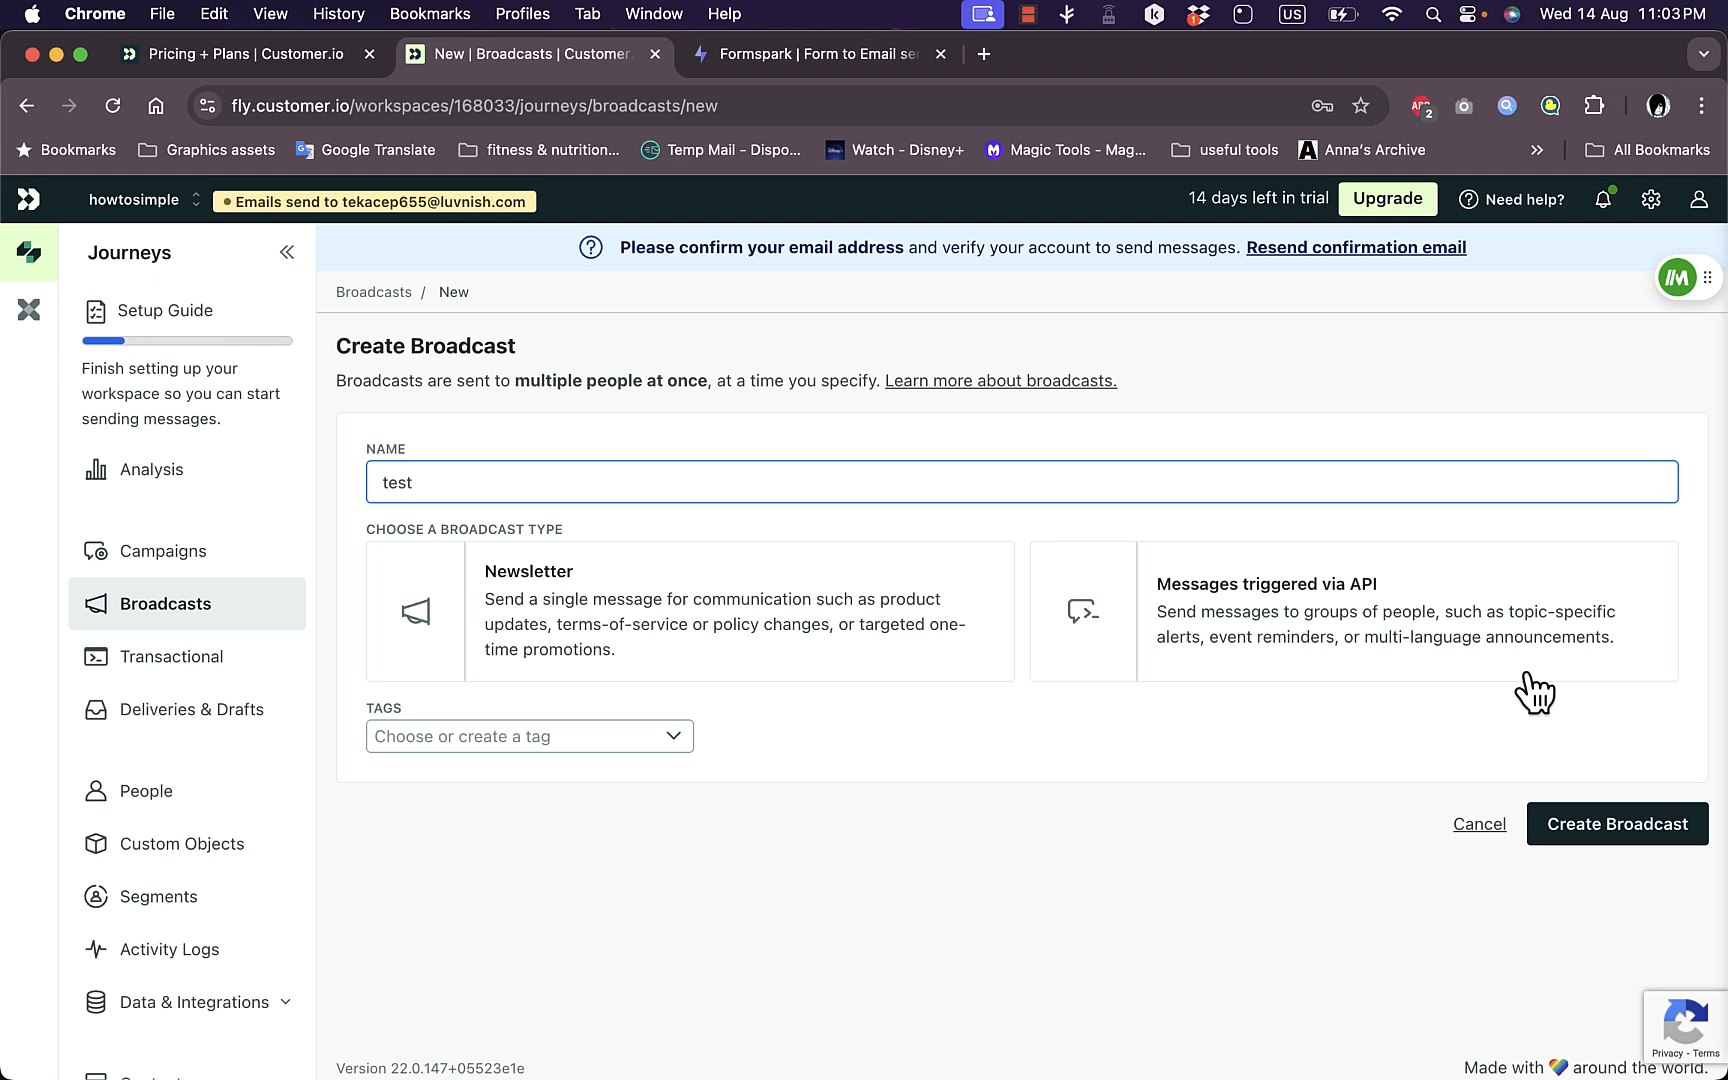 Chrome File Edit View History Bookmarks Profiles Tab Window Help 1 US Wed 14 Aug 11:03 PM
Pricing + Plans | Customer.io New | Broadcasts | Customer. Formspark | Form to Email se
fly.customer.io/workspaces/168033/journeys/broadcasts/new ABP 2
Bookmarks Graphics assets Google Translate fitness & nutrition... Temp Mail - Dispo... Watch - Disney+ Magic Tools - Mag... useful tools Anna's Archive » All Bookmarks
howtosimple Emails send to tekacep655@luvnish.com 14 days left in trial Upgrade Need help?
Please confirm your email address and verify your account to send messages. Resend confirmation email
Journeys
Setup Guide
Finish setting up your
workspace so you can start
sending messages.
Analysis
Campaigns
Broadcasts
Transactional
Deliveries & Drafts
People
Custom Objects
Segments
Activity Logs
Data & Integrations
Broadcasts / New
Create Broadcast
Broadcasts are sent to multiple people at once, at a time you specify. Learn more about broadcasts.
NAME
test
CHOOSE A BROADCAST TYPE
Newsletter
Send a single message for communication such as product
updates, terms-of-service or policy changes, or targeted one-
time promotions.
Messages triggered via API
Send messages to groups of people, such as topic-specific
alerts, event reminders, or multi-language announcements.
TAGS
Choose or create a tag
Cancel Create Broadcast
Privacy - Terms
Version 22.0.147+05523e1e
Made with around the world.